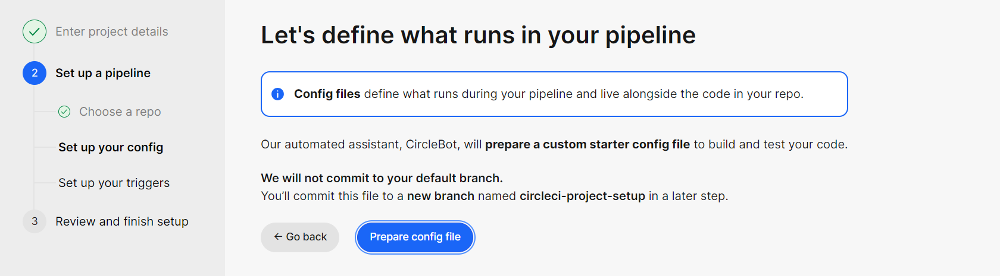 Enter project details
2 Set up a pipeline
Choose a repo
Set up your config
Set up your triggers
3 Review and finish setup
Let's define what runs in your pipeline
Config files define what runs during your pipeline and live alongside the code in your repo.
Our automated assistant, CircleBot, will prepare a custom starter config file to build and test your code.
We will not commit to your default branch.
You’ll commit this file to a new branch named circleci-project-setup in a later step.
← Go back
Prepare config file